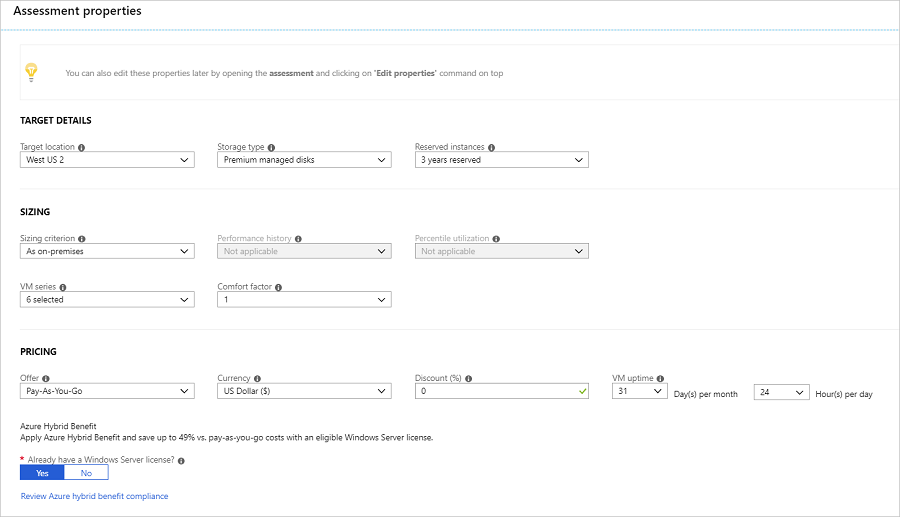 Assessment properties
You can also edit these properties later by opening the assessment and clicking on 'Edit properties' command on top
TARGET DETAILS
Target location Storage type Reserved instances
West US 2 Premium managed disks 3 years reserved
SIZING
Sizing criterion Performance history Percentile utilization
As on-premises Not applicable Not applicable
VM series Comfort factor
6 selected 1
PRICING
Offer Currency Discount (%) VM uptime
Pay-As-You-Go US Dollar ($) 0 31 Day(s) per month 24 Hour(s) per day
Azure Hybrid Benefit
Apply Azure Hybrid Benefit and save up to 49% vs. pay-as-you-go costs with an eligible Windows Server license.
* Already have a Windows Server license?
Yes No
Review Azure hybrid benefit compliance